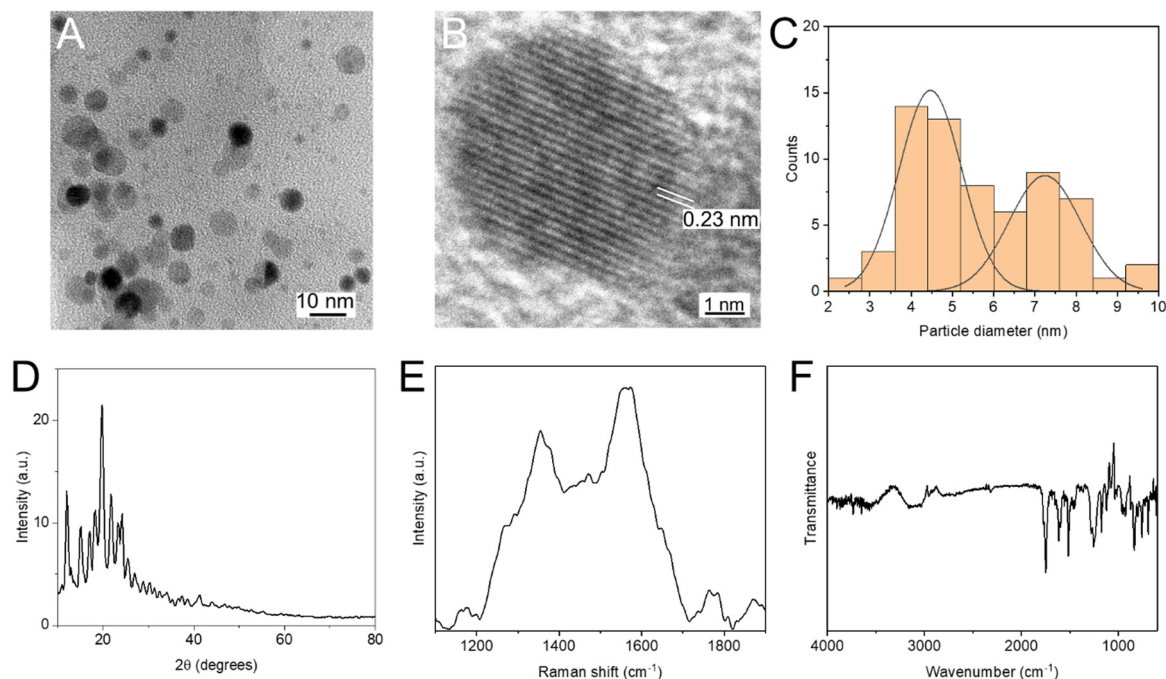 A
10 nm
B
0.23 nm
1 nm
C
20
15
10
5
0
Counts
2 3 4 5 6 7 8 9 10
Particle diameter (nm)
D
20
10
0
Intensity (a.u.)
20 40 60 80
2θ (degrees)
E
Intensity (a.u.)
1200 1400 1600 1800
Raman shift (cm⁻¹)
F
Transmittance
4000 3000 2000 1000
Wavenumber (cm⁻¹)